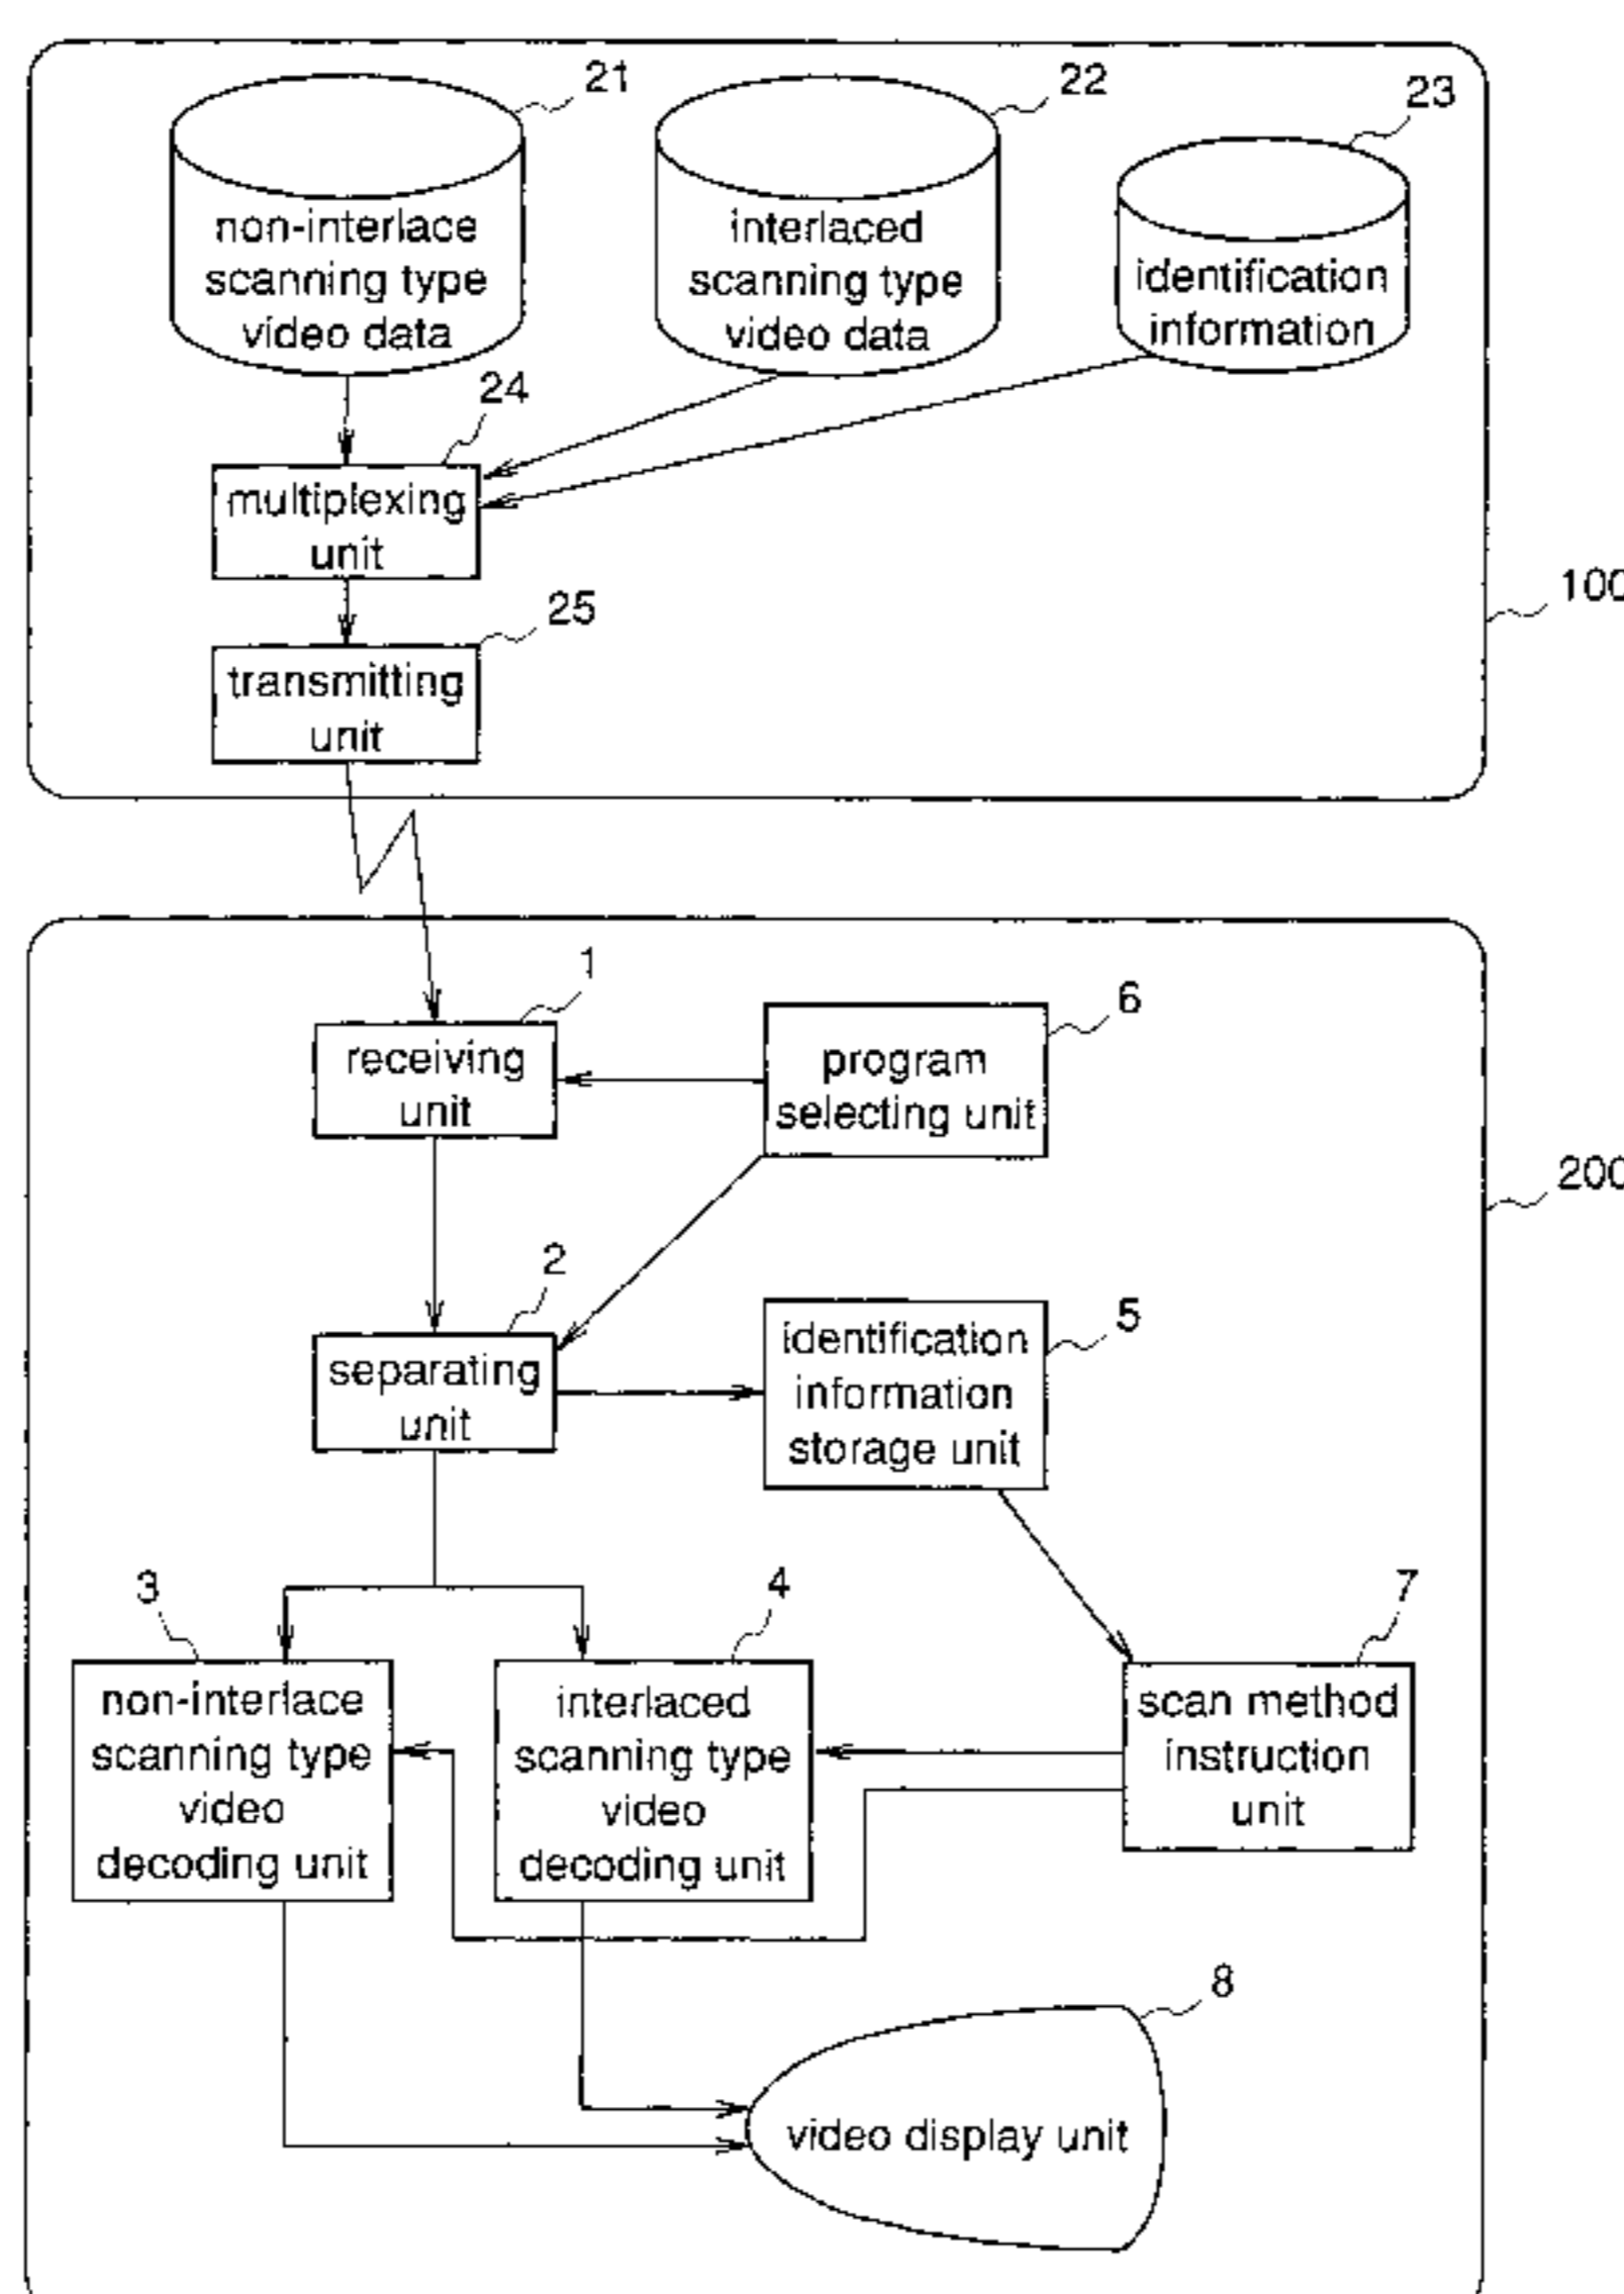 21
22
23
non-interlace
scanning type
video data
interlaced
scanning type
video data
identification
information
24
multiplexing
unit
100
25
transmitting
unit
1
receiving
unit
6
program
selecting unit
200
2
separating
unit
5
identification
information
storage unit
3
non-interlace
scanning type
video
decoding unit
4
interlaced
scanning type
video
decoding unit
7
scan method
instruction
unit
8
video display unit